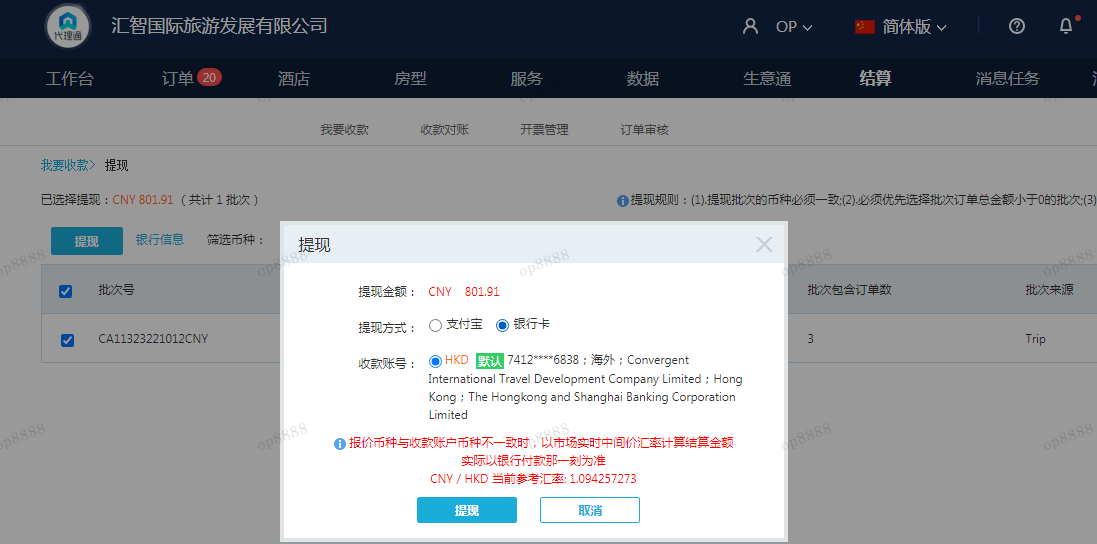 代理通
汇智国际旅游发展有限公司
OP
简体版
工作台
订单 20
酒店
房型
服务
数据
生意通
结算
消息任务
我要收款
收款对账
开票管理
订单审核
我要收款> 提现
已选择提现：CNY 801.91 （ 共计 1 批次 ）
提现规则：(1).提现批次的币种必须一致;(2).必须优先选择批次订单总金额小于0的批次;(3)
提现
银行信息
筛选币种：
批次号
批次包含订单数
批次来源
CA11323221012CNY
3
Trip
提现
提现金额： CNY 801.91
提现方式： 支付宝 银行卡
收款账号： HKD 默认 7412****6838；海外；Convergent
International Travel Development Company Limited；Hong
Kong；The Hongkong and Shanghai Banking Corporation
Limited
报价币种与收款账户币种不一致时，以市场实时中间价汇率计算结算金额
实际以银行付款那一刻为准
CNY / HKD 当前参考汇率: 1.094257273
提现
取消
op8888
op8888
op8888
op8888
op8888
op8888
op8888
op8888